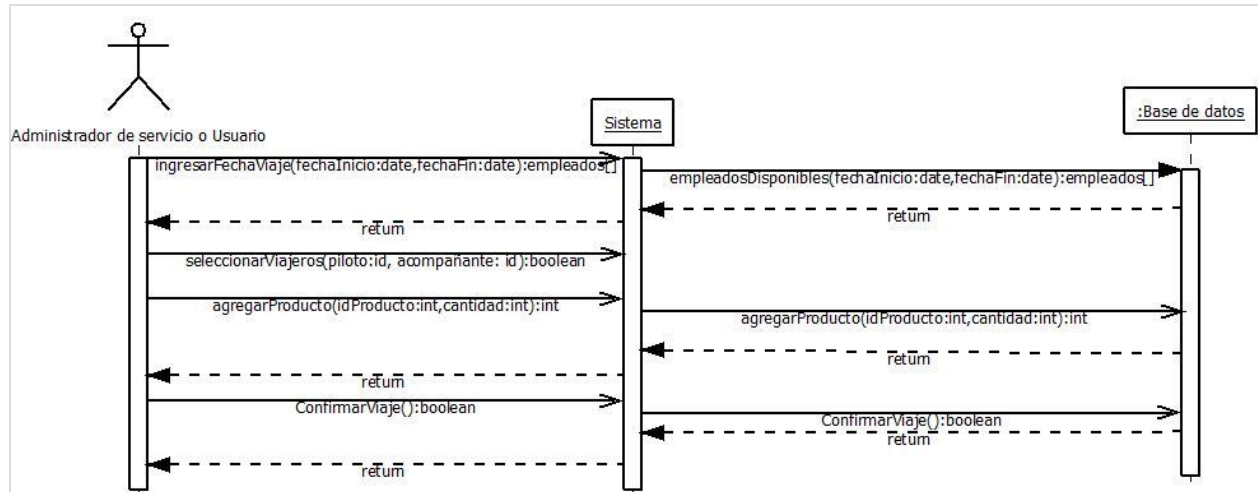 Administrador de servicio o Usuario
Sistema
:Base de datos
ingresarFechaViaje(fechaInicio:date,fechaFin:date):empleados[]
empleadosDisponibles(fechaInicio:date,fechaFin:date):empleados[]
return
return
seleccionarViajeros(piloto:id, acompañante: id):boolean
agregarProducto(idProducto:int,cantidad:int):int
agregarProducto(idProducto:int,cantidad:int):int
return
return
ConfirmarViaje():boolean
ConfirmarViaje():boolean
return
return